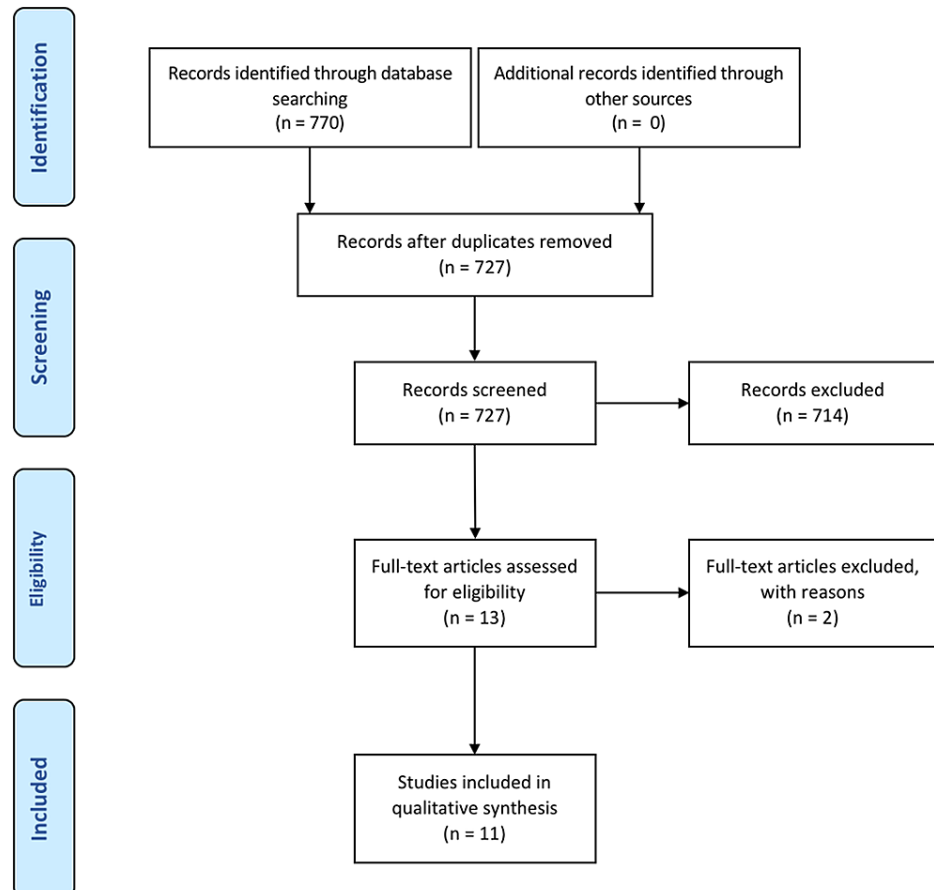 Identification
Records identified through database
searching
(n = 770)
Additional records identified through
other sources
(n = 0)
Records after duplicates removed
(n = 727)
Screening
Records screened
(n = 727)
Records excluded
(n = 714)
Eligibility
Full-text articles assessed
for eligibility
(n = 13)
Full-text articles excluded,
with reasons
(n = 2)
Included
Studies included in
qualitative synthesis
(n = 11)